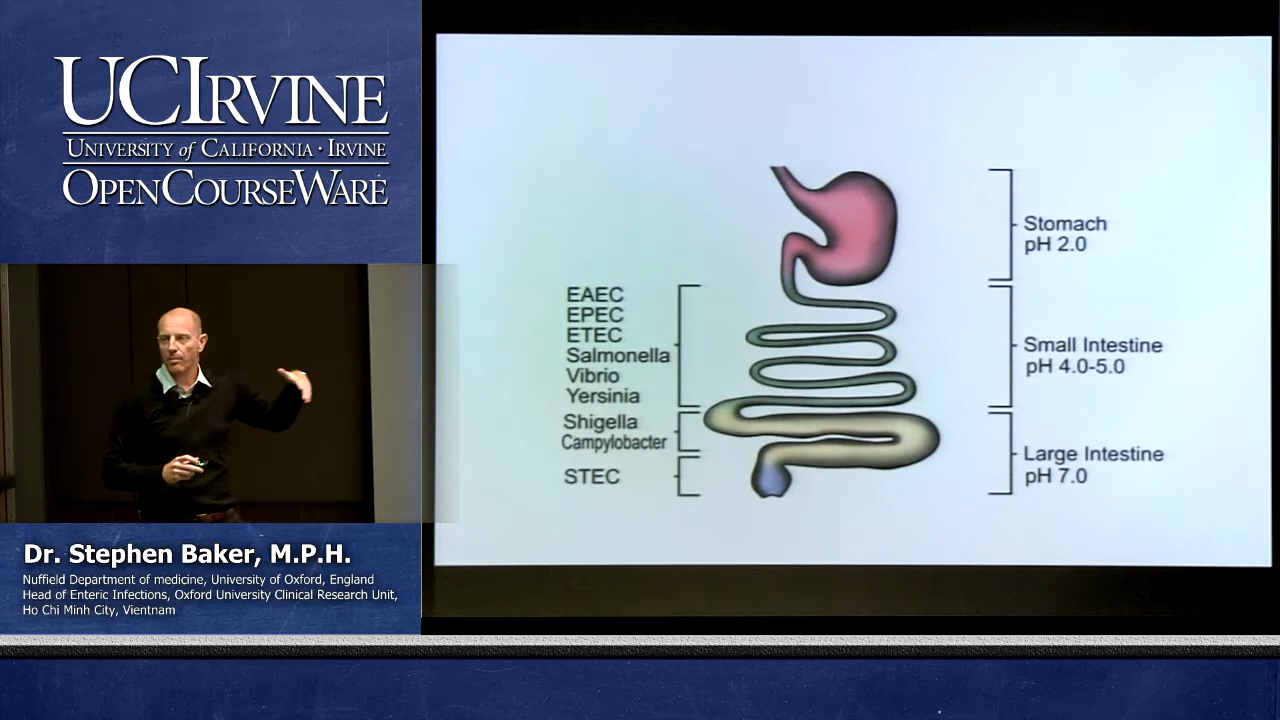 UCIRVINE
UNIVERSITY of CALIFORNIA · IRVINE
OPENCOURSEWARE
Dr. Stephen Baker, M.P.H.
Nuffield Department of medicine, University of Oxford, England
Head of Enteric Infections, Oxford University Clinical Research Unit,
Ho Chi Minh City, Vientnam
EAEC
EPEC
ETEC
Salmonella
Vibrio
Yersinia
Shigella
Campylobacter
STEC
Stomach
pH 2.0
Small Intestine
pH 4.0-5.0
Large Intestine
pH 7.0